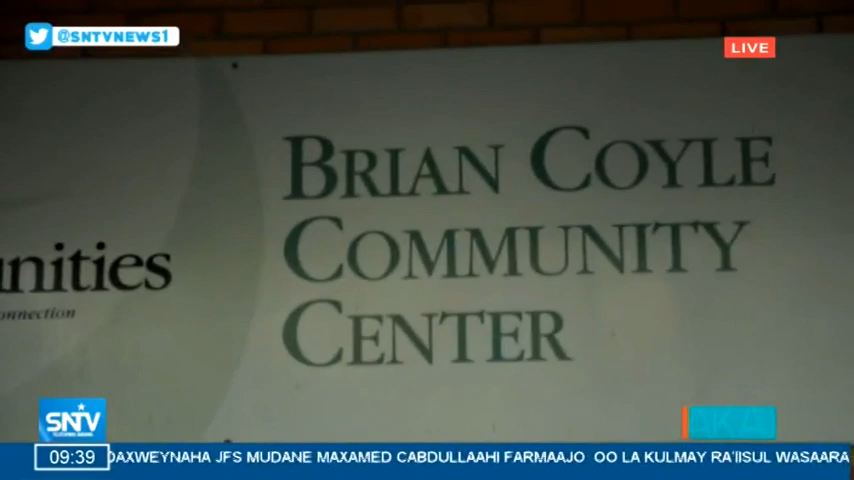 @SNTVNEWS1
LIVE
BRIAN COYLE
COMMUNITY
CENTER
nities
onnection
SNTV
09:39
DAXWEYNAHA JFS MUDANE MAXAMED CABDULLAAHI FARMAAJO OO LA KULMAY RA'IISUL WASAARA